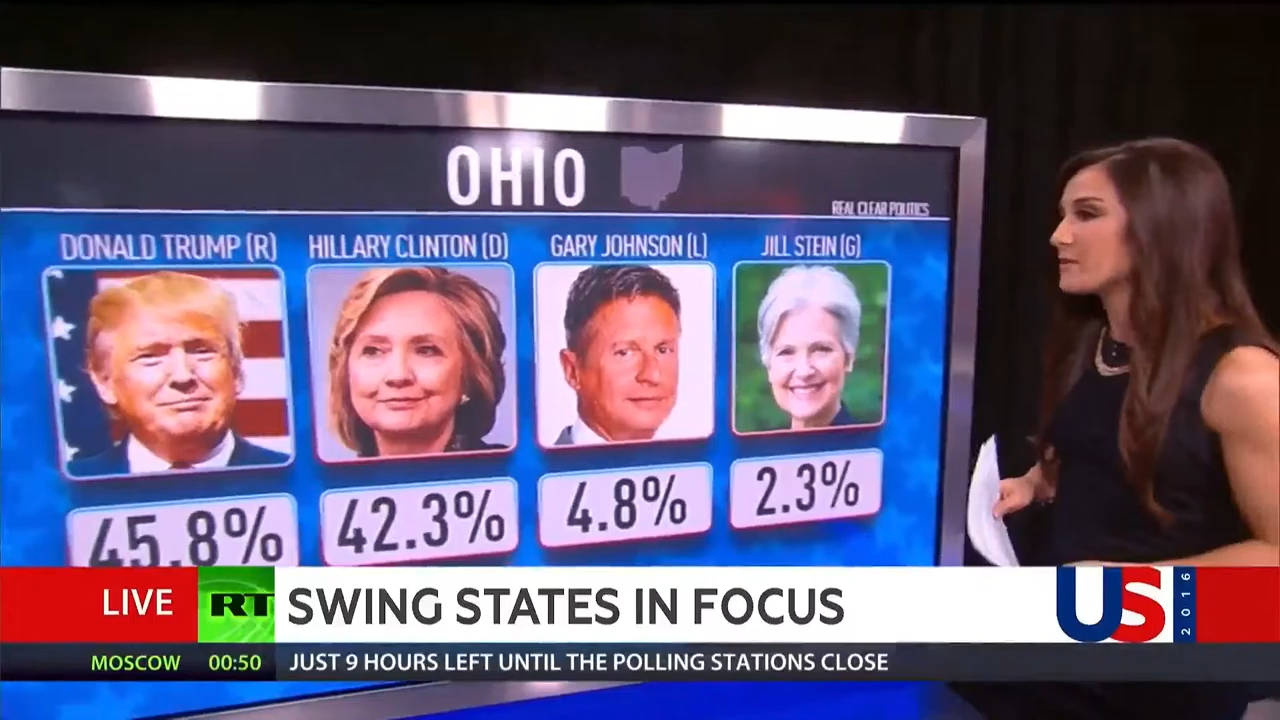 OHIO
REAL CLEAR POLITICS
DONALD TRUMP (R) HILLARY CLINTON (D) GARY JOHNSON (L) JILL STEIN (G)
45.8% 42.3% 4.8% 2.3%
LIVE RT SWING STATES IN FOCUS US 2016
MOSCOW 00:50 JUST 9 HOURS LEFT UNTIL THE POLLING STATIONS CLOSE